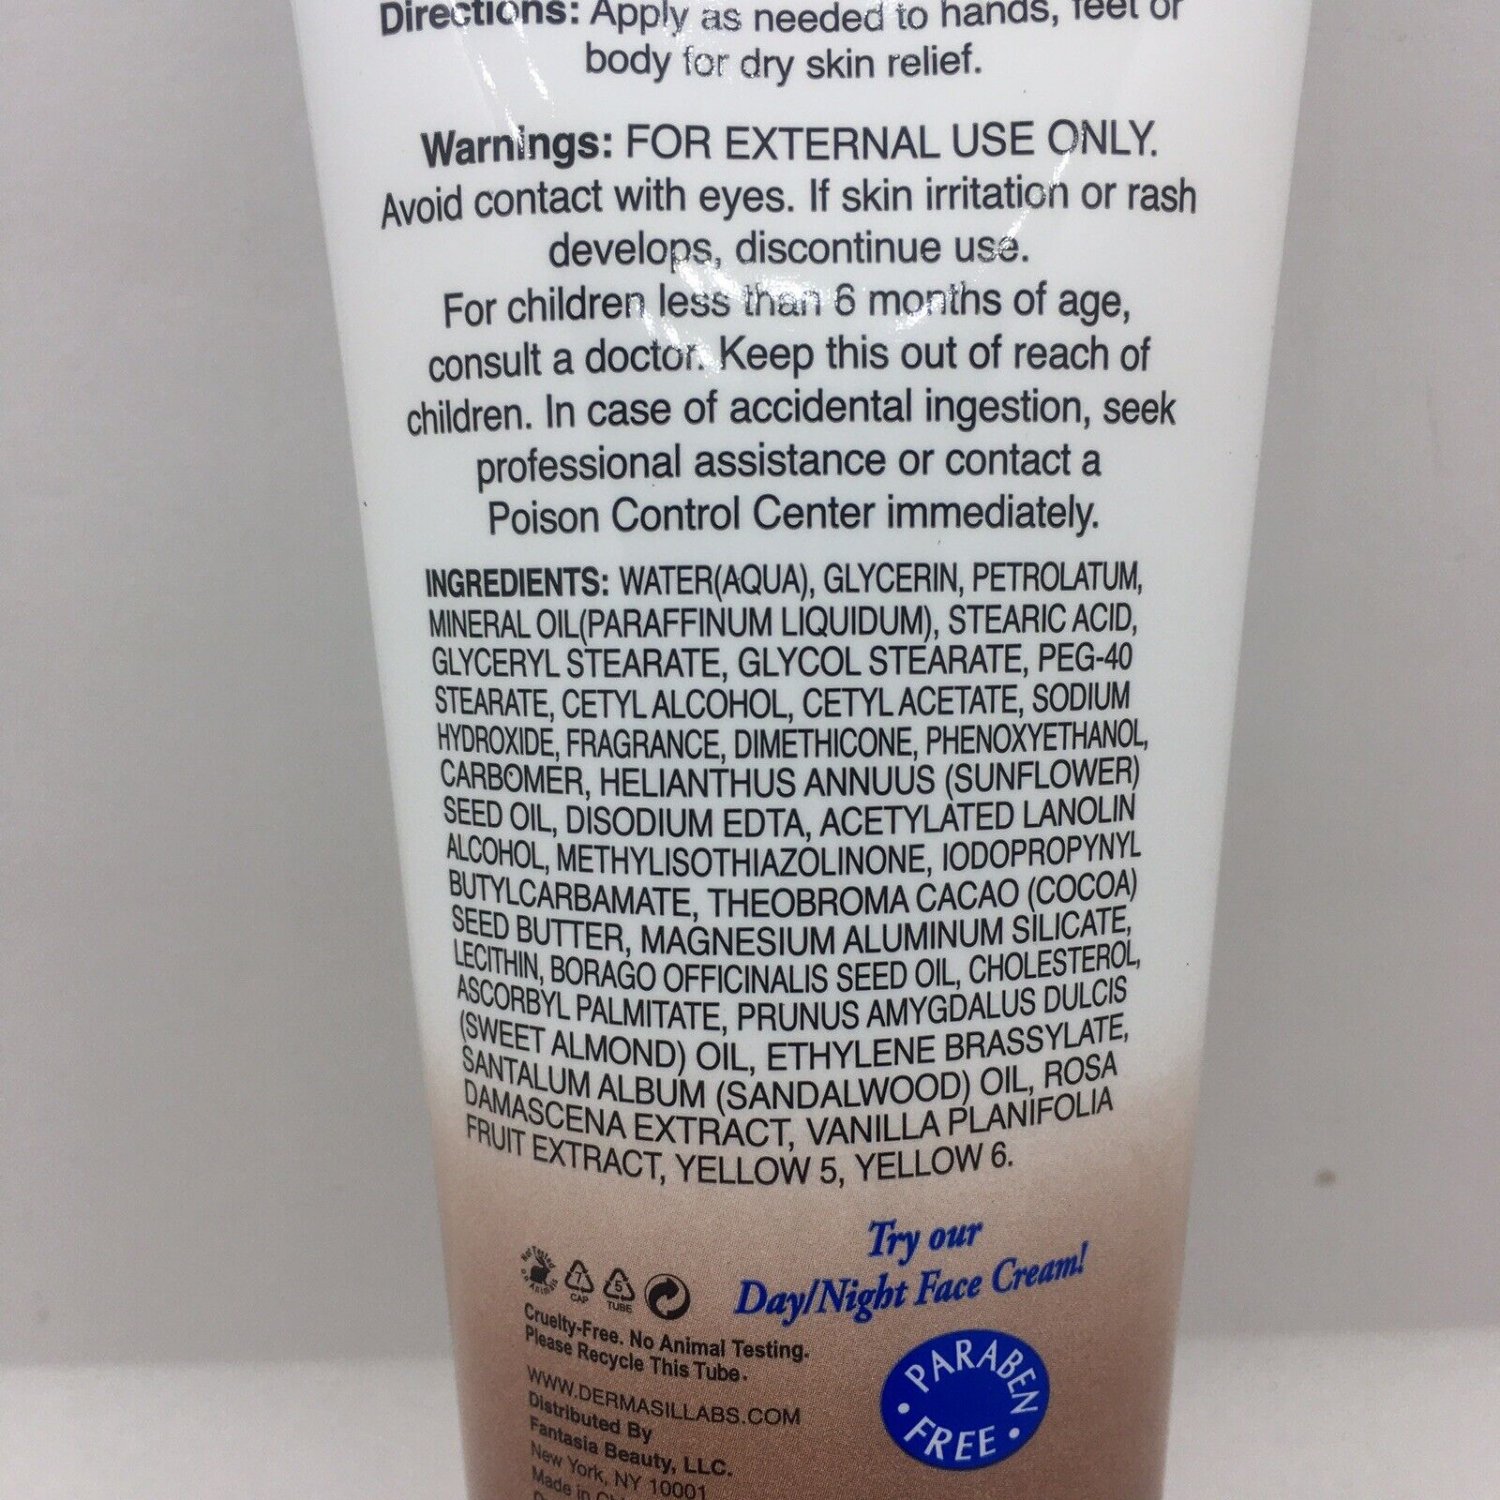 Directions: Apply as needed to hands, feet or
body for dry skin relief.
Warnings: FOR EXTERNAL USE ONLY.
Avoid contact with eyes. If skin irritation or rash
develops, discontinue use.
For children less than 6 months of age,
consult a doctor. Keep this out of reach of
children. In case of accidental ingestion, seek
professional assistance or contact a
Poison Control Center immediately.
INGREDIENTS: WATER(AQUA), GLYCERIN, PETROLATUM,
MINERAL OIL(PARAFFINUM LIQUIDUM), STEARIC ACID,
GLYCERYL STEARATE, GLYCOL STEARATE, PEG-40
STEARATE, CETYL ALCOHOL, CETYL ACETATE, SODIUM
HYDROXIDE, FRAGRANCE, DIMETHICONE, PHENOXYETHANOL,
CARBOMER, HELIANTHUS ANNUUS (SUNFLOWER)
SEED OIL, DISODIUM EDTA, ACETYLATED LANOLIN
ALCOHOL, METHYLISOTHIAZOLINONE, IODOPROPYNYL
BUTYLCARBAMATE, THEOBROMA CACAO (COCOA)
SEED BUTTER, MAGNESIUM ALUMINUM SILICATE,
LECITHIN, BORAGO OFFICINALIS SEED OIL, CHOLESTEROL,
ASCORBYL PALMITATE, PRUNUS AMYGDALUS DULCIS
(SWEET ALMOND) OIL, ETHYLENE BRASSYLATE,
SANTALUM ALBUM (SANDALWOOD) OIL, ROSA
DAMASCENA EXTRACT, VANILLA PLANIFOLIA
FRUIT EXTRACT, YELLOW 5, YELLOW 6.
Try our
Day/Night Face Cream!
Not Tested
On Animals
7
CAP
5
TUBE
Cruelty-Free. No Animal Testing.
Please Recycle This Tube.
WWW.DERMASILLABS.COM
Distributed By
Fantasia Beauty, LLC.
New York, NY 10001
Made in
PARABEN
• FREE •